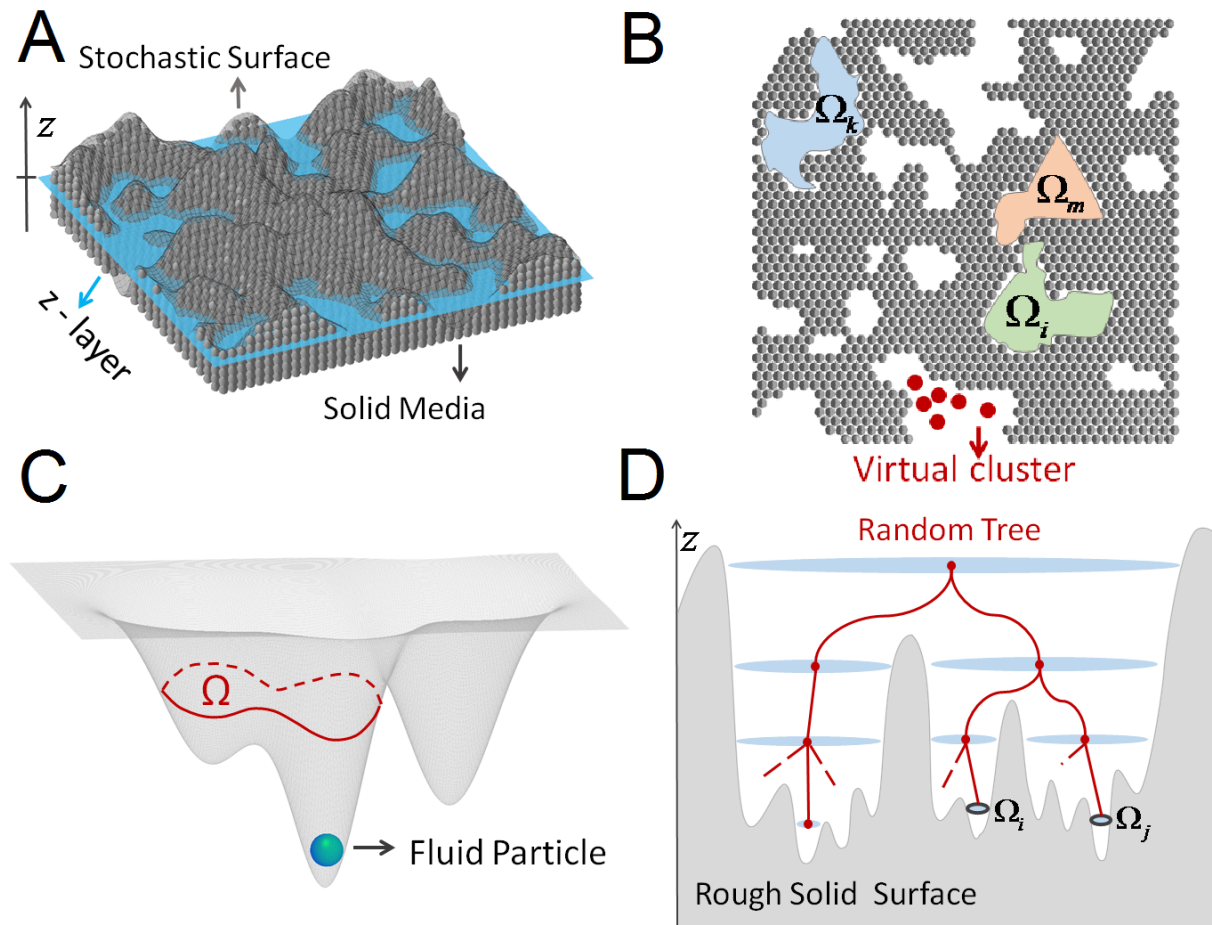 A
Stochastic Surface
z
z - layer
Solid Media
B
Ωk
Ωm
Ωi
Virtual cluster
C
Ω
Fluid Particle
D
z
Random Tree
Ωi
Ωj
Rough Solid Surface